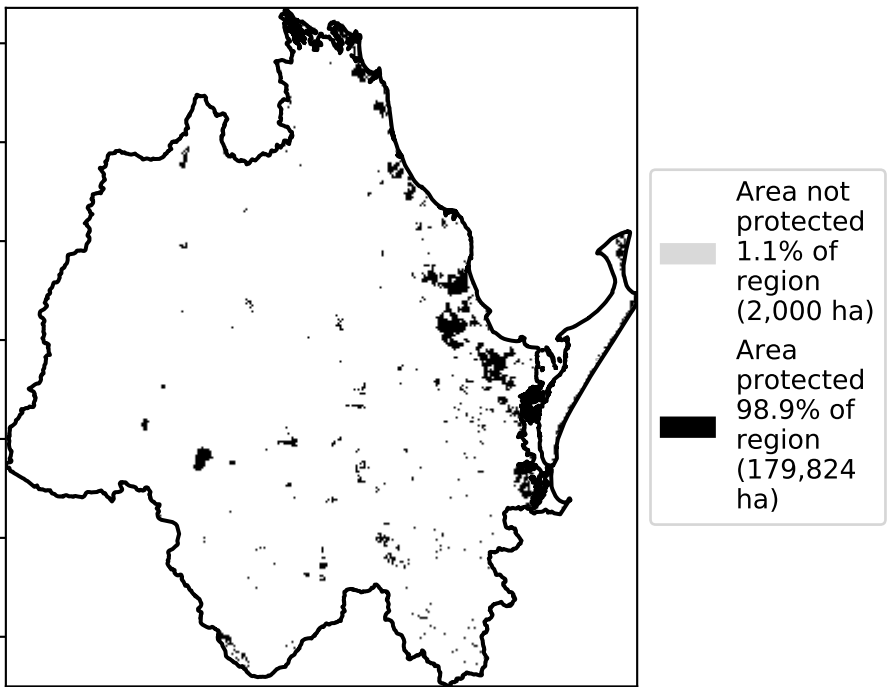 Area not
protected
1.1% of
region
(2,000 ha)
Area
protected
98.9% of
region
(179,824
ha)